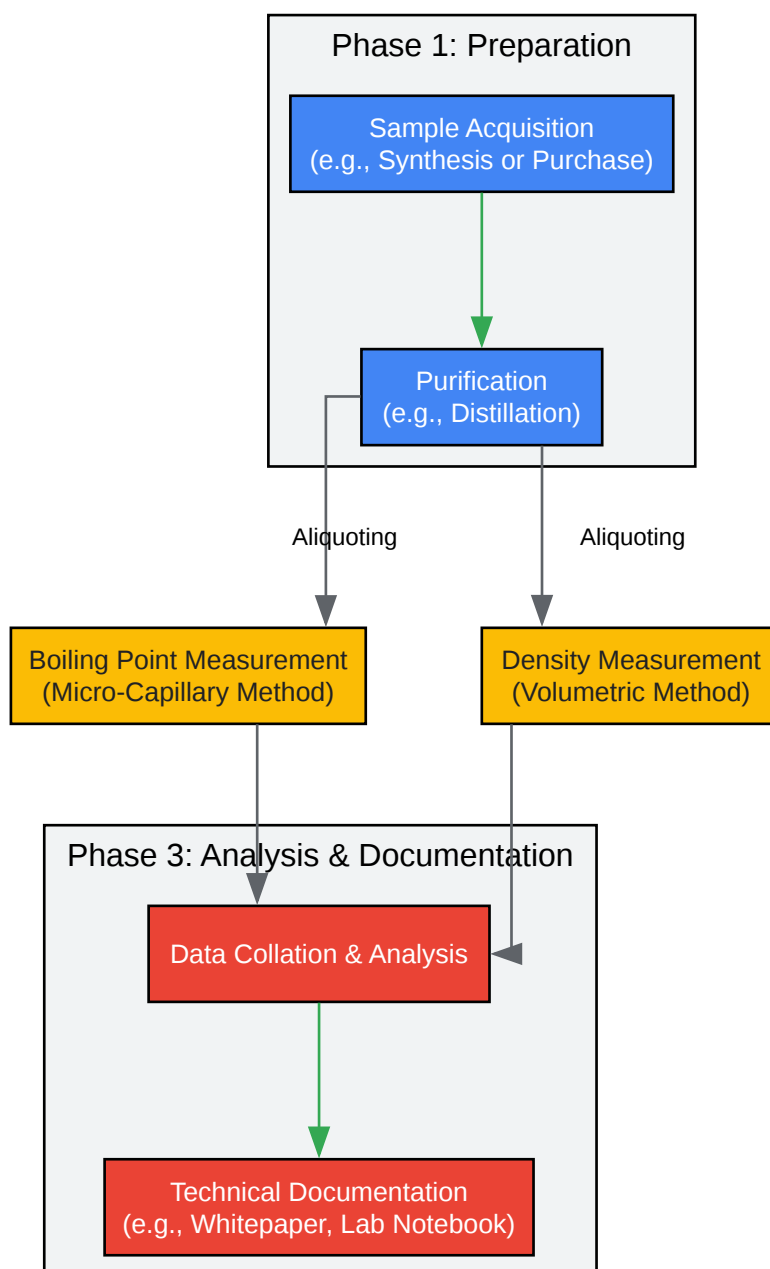 Phase 1: Preparation
Sample Acquisition
(e.g., Synthesis or Purchase)
Purification
(e.g., Distillation)
Aliquoting
Aliquoting
Boiling Point Measurement
(Micro-Capillary Method)
Density Measurement
(Volumetric Method)
Phase 3: Analysis & Documentation
Data Collation & Analysis
Technical Documentation
(e.g., Whitepaper, Lab Notebook)